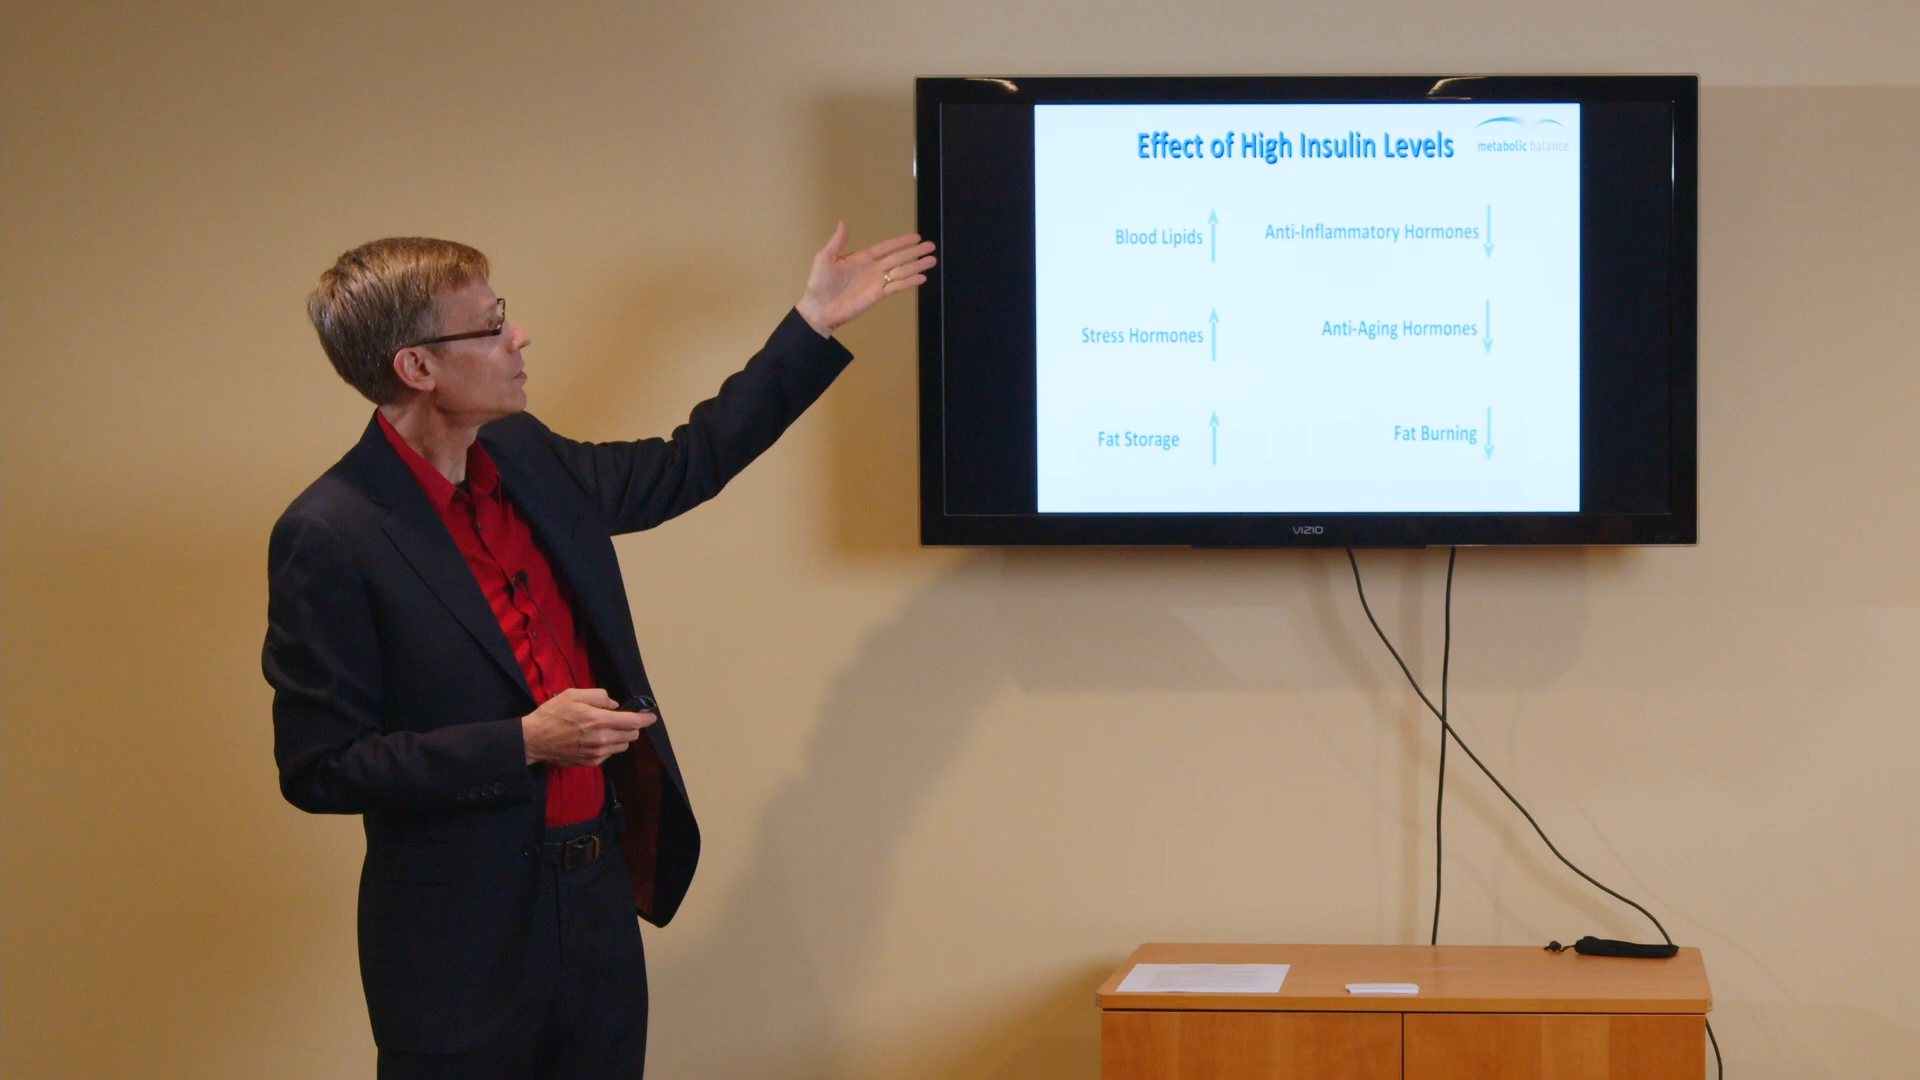 Effect of High Insulin Levels
metabolic balance
Blood Lipids
Anti-Inflammatory Hormones
Stress Hormones
Anti-Aging Hormones
Fat Storage
Fat Burning
VIZIO